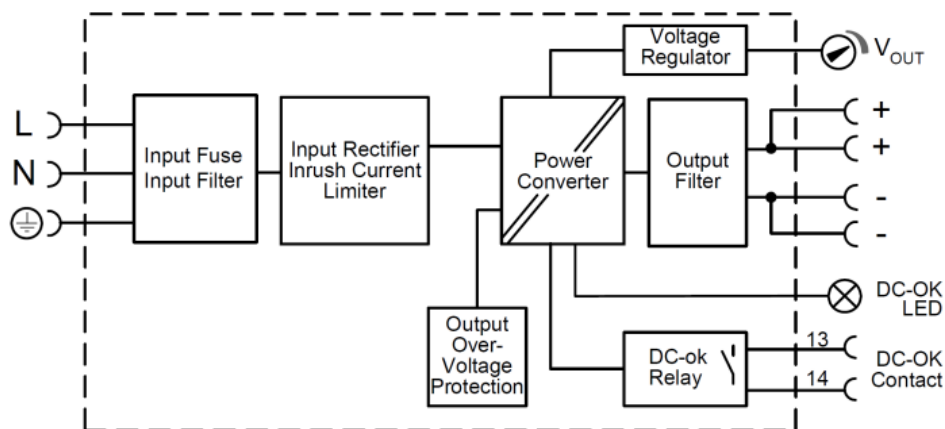 L
N
Input Fuse
Input Filter
Input Rectifier
Inrush Current
Limiter
Power
Converter
Output
Filter
Voltage
Regulator
VOUT
+
+
-
-
Output
Over-
Voltage
Protection
DC-OK
LED
DC-ok
Relay
13
14
DC-OK
Contact